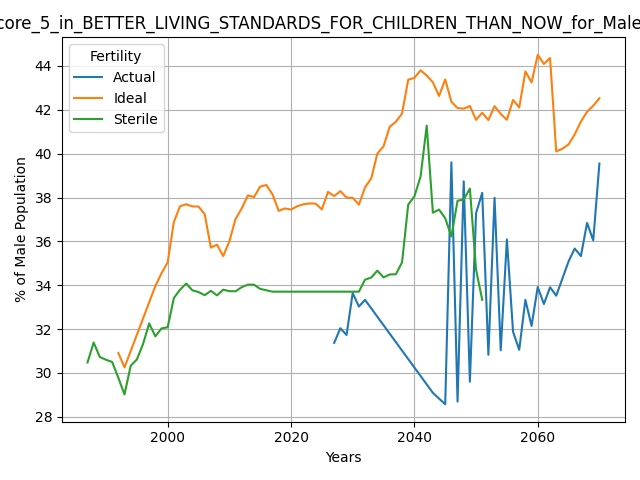 core_5_in_BETTER_LIVING_STANDARDS_FOR_CHILDREN_THAN_NOW_for_Male
Fertility
Actual
Ideal
Sterile
44
42
40
38
36
34
32
30
28
% of Male Population
2000
2020
2040
2060
Years